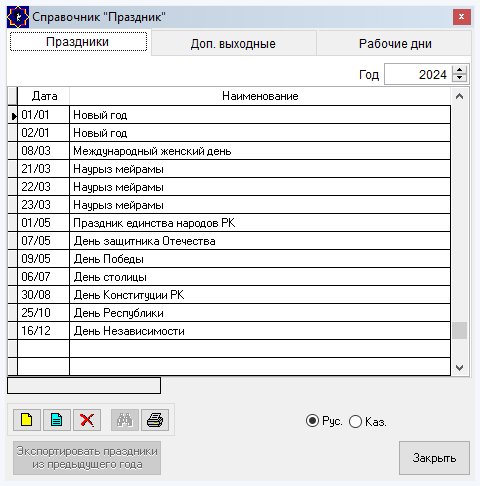 Справочник "Праздник"
Праздники Доп. выходные Рабочие дни
Год 2024
Дата Наименование
01/01 Новый год
02/01 Новый год
08/03 Международный женский день
21/03 Наурыз мейрамы
22/03 Наурыз мейрамы
23/03 Наурыз мейрамы
01/05 Праздник единства народов РК
07/05 День защитника Отечества
09/05 День Победы
06/07 День столицы
30/08 День Конституции РК
25/10 День Республики
16/12 День Независимости
Рус. Каз.
Экспортировать праздники
из предыдущего года
Закрыть